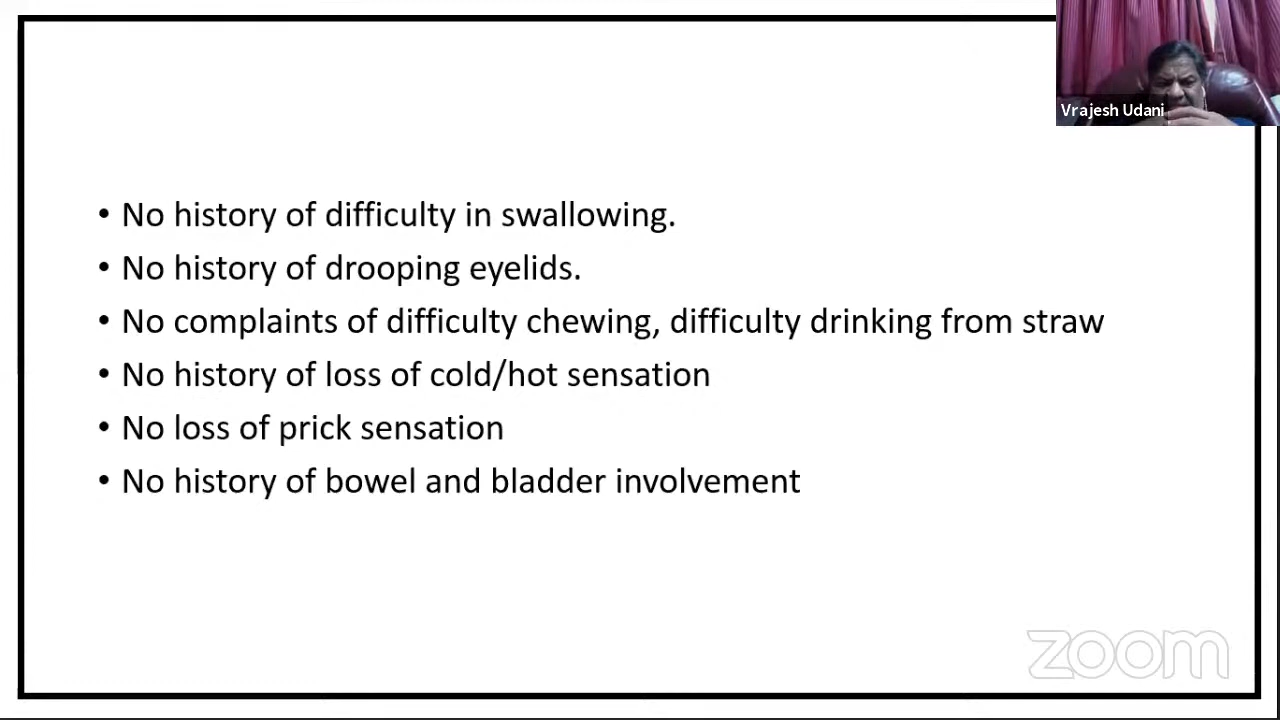 Vrajesh Udani
• No history of difficulty in swallowing.
• No history of drooping eyelids.
• No complaints of difficulty chewing, difficulty drinking from straw
• No history of loss of cold/hot sensation
• No loss of prick sensation
• No history of bowel and bladder involvement
zoom